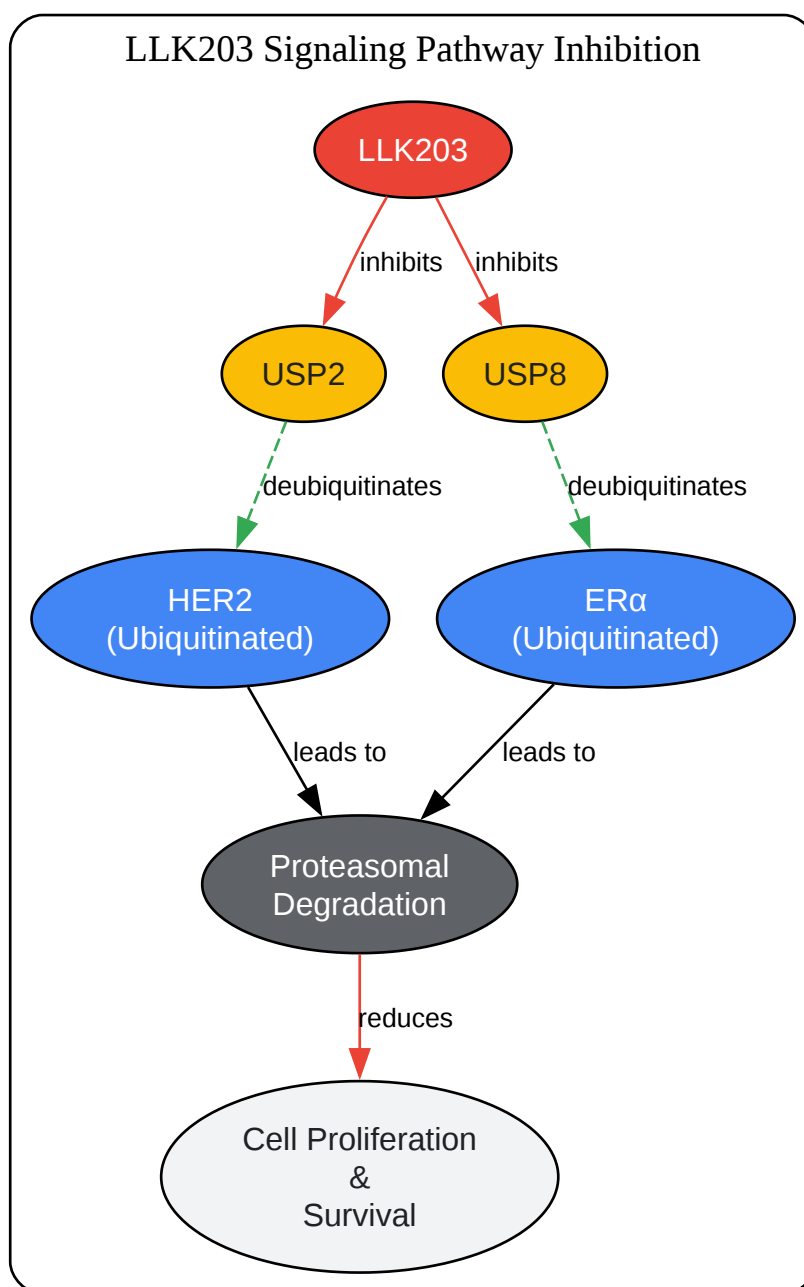 LLK203 Signaling Pathway Inhibition
LLK203
inhibits
inhibits
USP2
USP8
deubiquitinates
deubiquitinates
HER2
(Ubiquitinated)
ERα
(Ubiquitinated)
leads to
leads to
Proteasomal
Degradation
reduces
Cell Proliferation
&
Survival